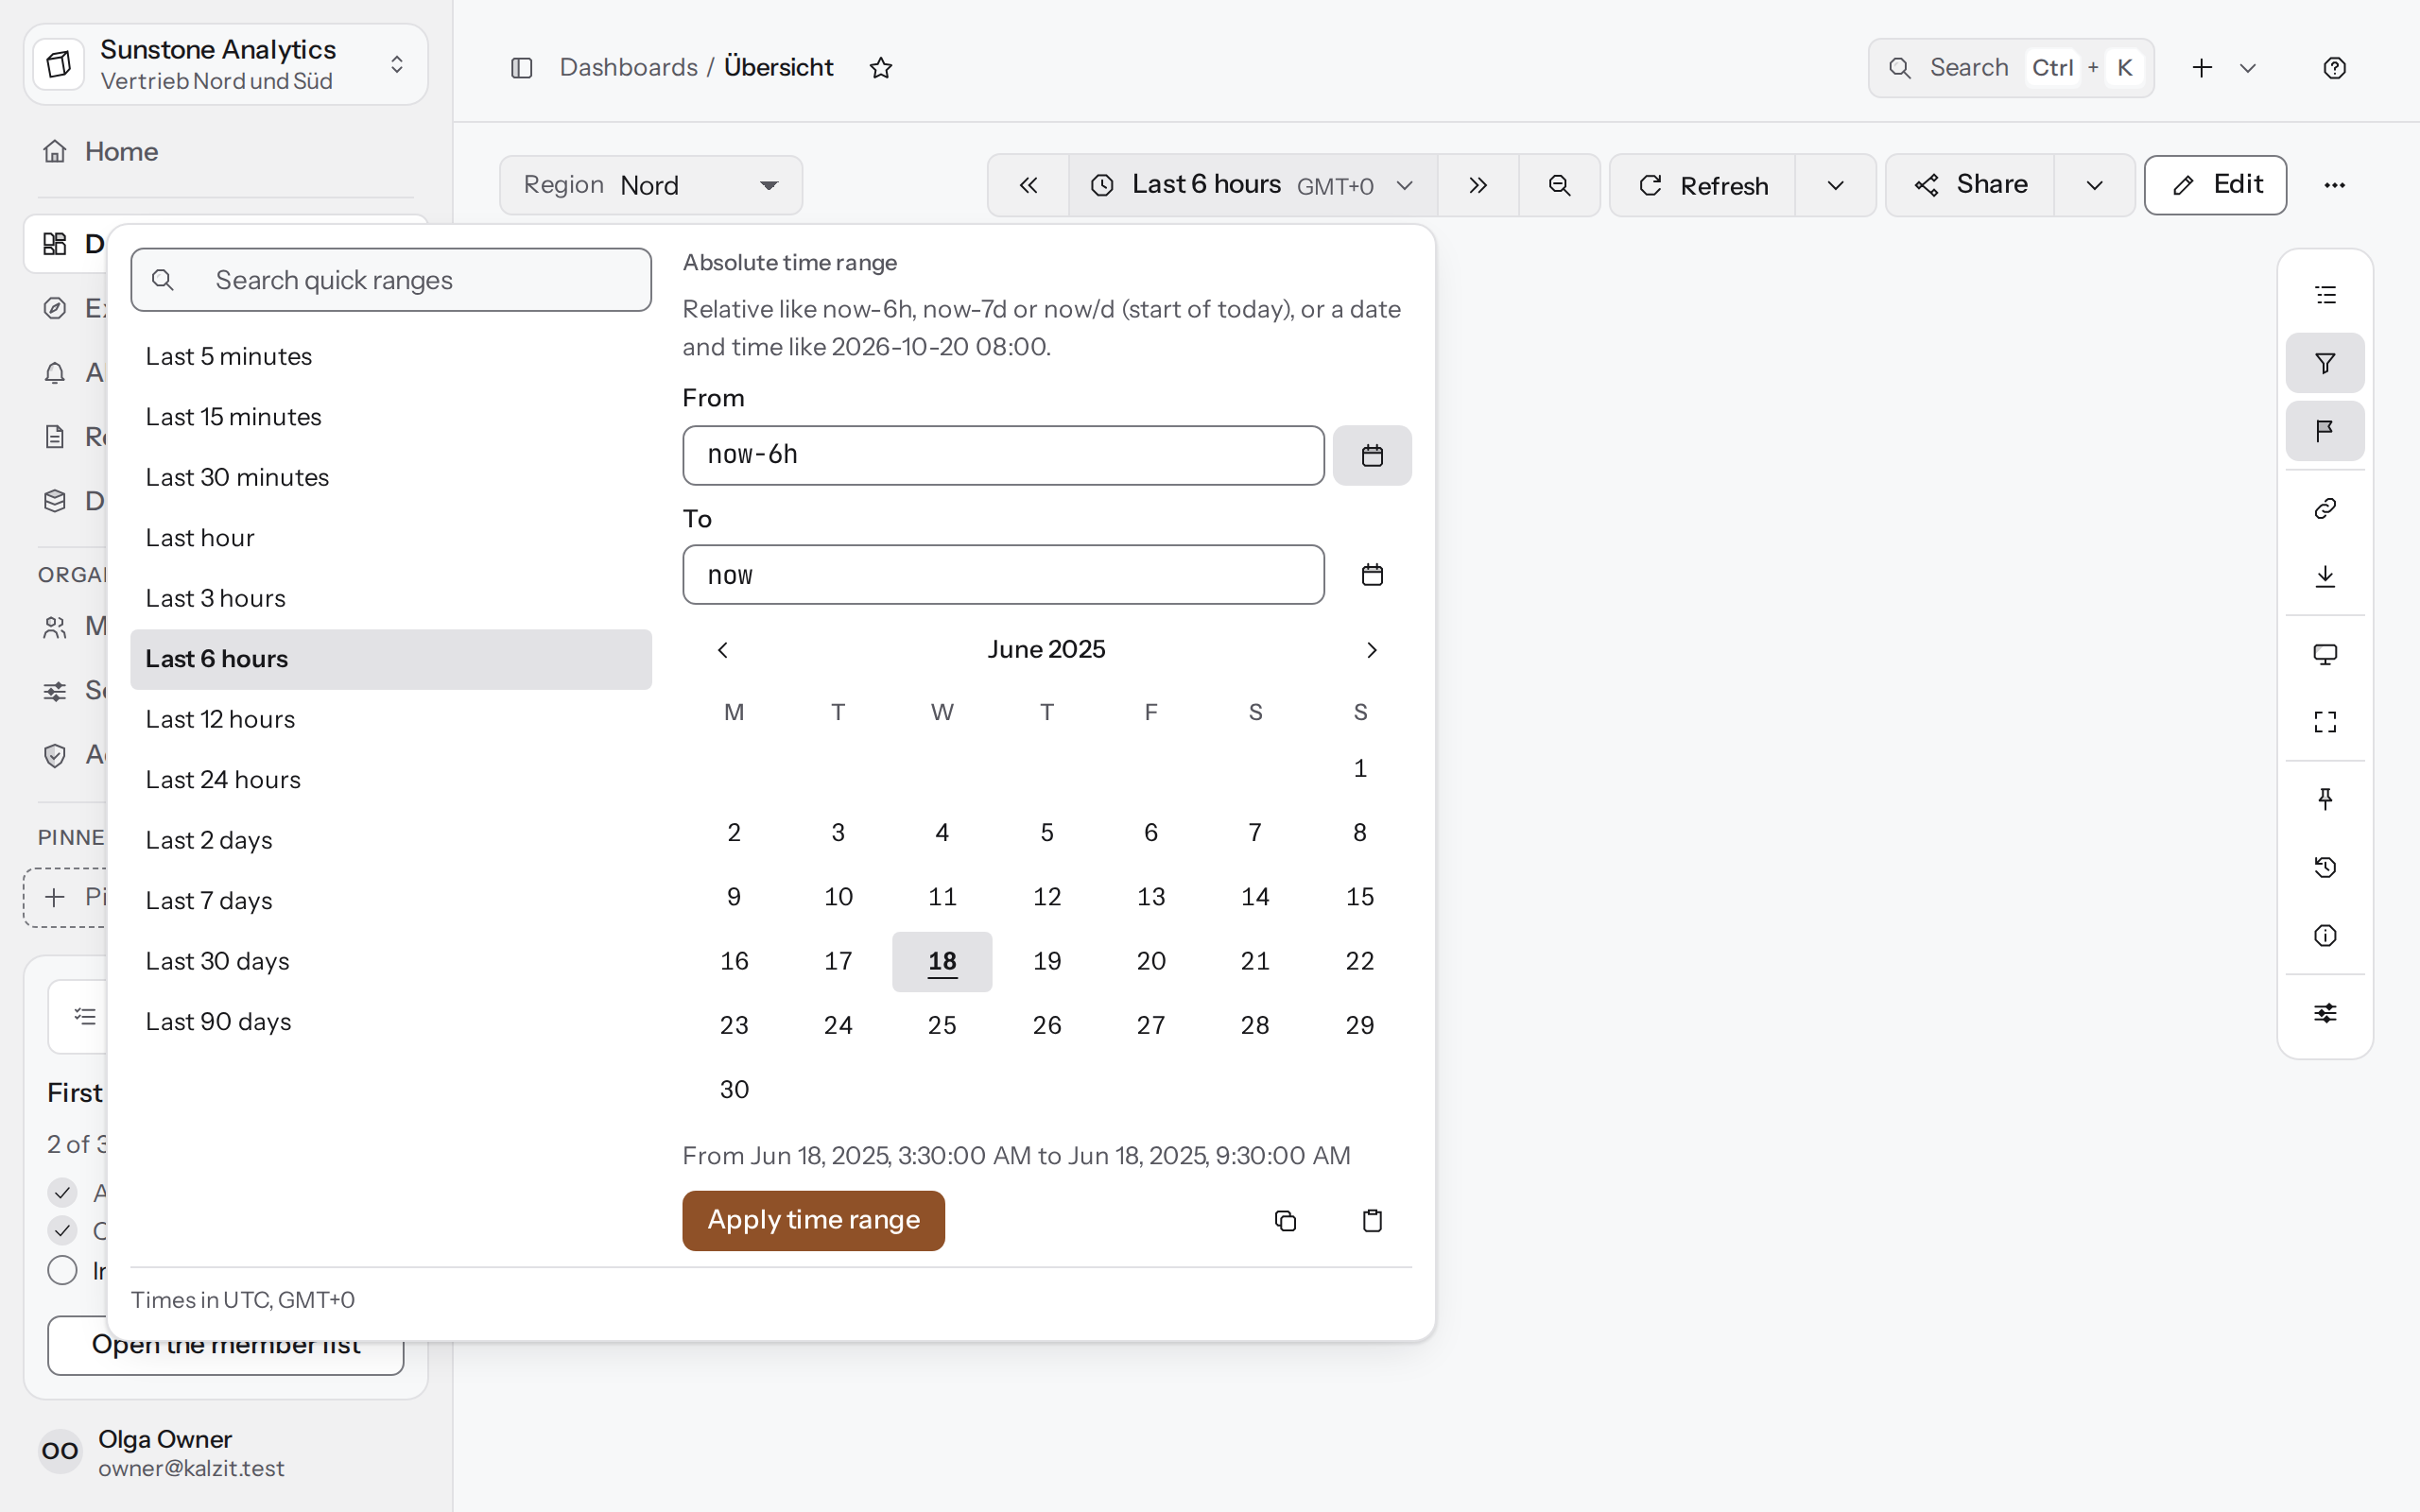 Sunstone Analytics
Vertrieb Nord und Süd
Dashboards / Übersicht
Search Ctrl + K
Home
Region Nord
Last 6 hours GMT+0
Refresh
Share
Edit
Search quick ranges
Last 5 minutes
Last 15 minutes
Last 30 minutes
Last hour
Last 3 hours
Last 6 hours
Last 12 hours
Last 24 hours
Last 2 days
Last 7 days
Last 30 days
Last 90 days
Absolute time range
Relative like now-6h, now-7d or now/d (start of today), or a date
and time like 2026-10-20 08:00.
From
now-6h
To
now
June 2025
M T W T F S S
1
2 3 4 5 6 7 8
9 10 11 12 13 14 15
16 17 18 19 20 21 22
23 24 25 26 27 28 29
30
From Jun 18, 2025, 3:30:00 AM to Jun 18, 2025, 9:30:00 AM
Apply time range
Times in UTC, GMT+0
First
2 of 3
Open the member list
OO
Olga Owner
owner@kalzit.test